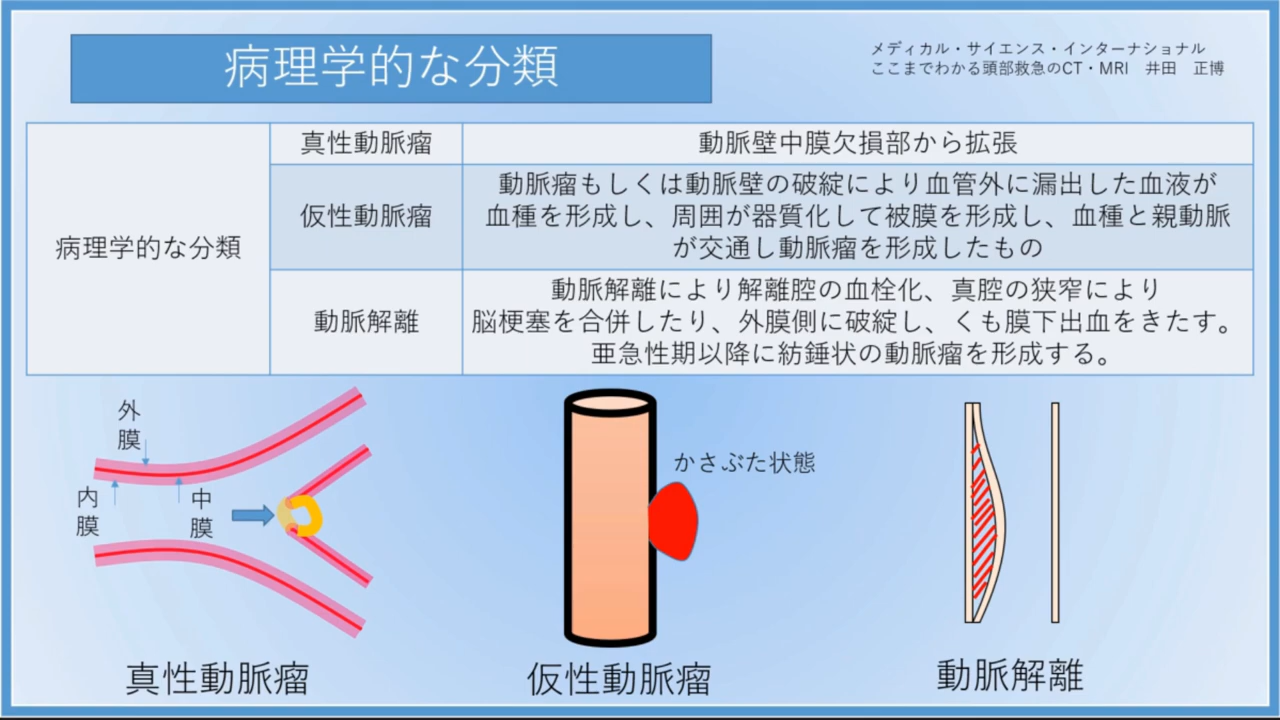 病理学的な分類
メディカル・サイエンス・インターナショナル
ここまでわかる頭部救急のCT・MRI　井田　正博
病理学的な分類
真性動脈瘤
動脈壁中膜欠損部から拡張
仮性動脈瘤
動脈瘤もしくは動脈壁の破綻により血管外に漏出した血液が
血種を形成し、周囲が器質化して被膜を形成し、血種と親動脈
が交通し動脈瘤を形成したもの
動脈解離
動脈解離により解離腔の血栓化、真腔の狭窄により
脳梗塞を合併したり、外膜側に破綻し、くも膜下出血をきたす。
亜急性期以降に紡錘状の動脈瘤を形成する。
外
膜
内
膜
中
膜
かさぶた状態
真性動脈瘤
仮性動脈瘤
動脈解離